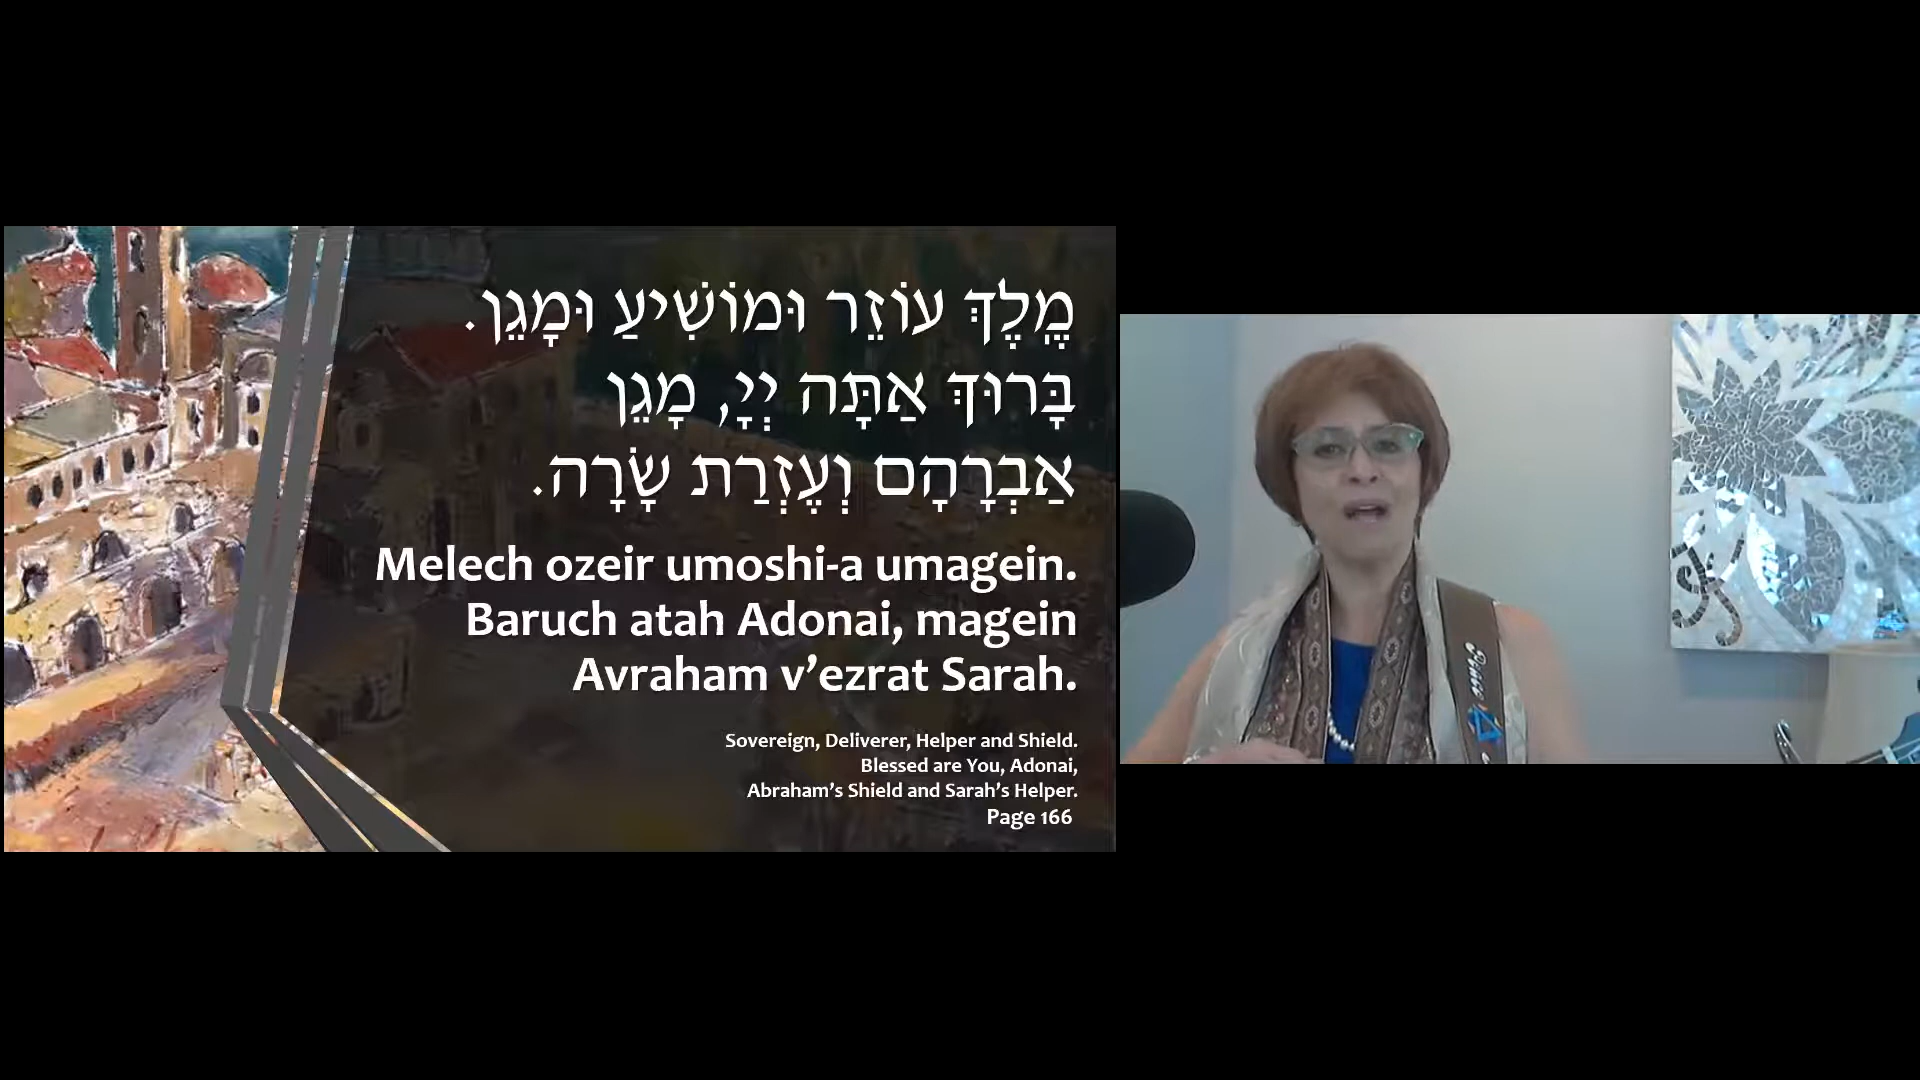 מֶֽלֶךְ עוֹזֵר וּמוֹשִׁיעַ וּמָגֵן.
בָּרוּךְ אַתָּה יְיָ, מָגֵן
אַבְרָהָם וְעֶזְרַת שָׂרָה.
Melech ozeir umoshi-a umagein.
Baruch atah Adonai, magein
Avraham v’ezrat Sarah.
Sovereign, Deliverer, Helper and Shield.
Blessed are You, Adonai,
Abraham’s Shield and Sarah’s Helper.
Page 166
Peace